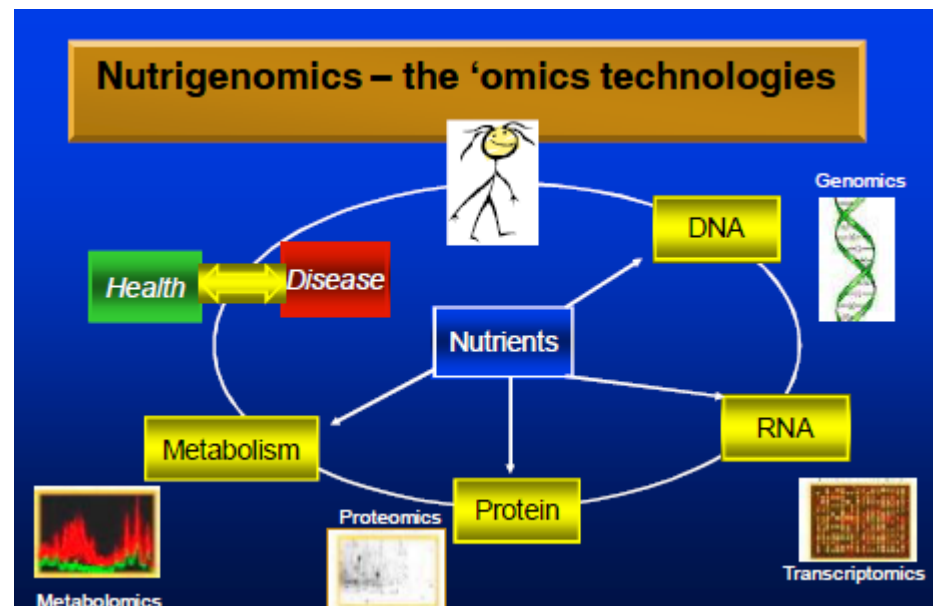 Nutrigenomics – the ‘omics technologies
Genomics
DNA
Health
Disease
Nutrients
RNA
Metabolism
Protein
Proteomics
Transcriptomics
Metabolomics